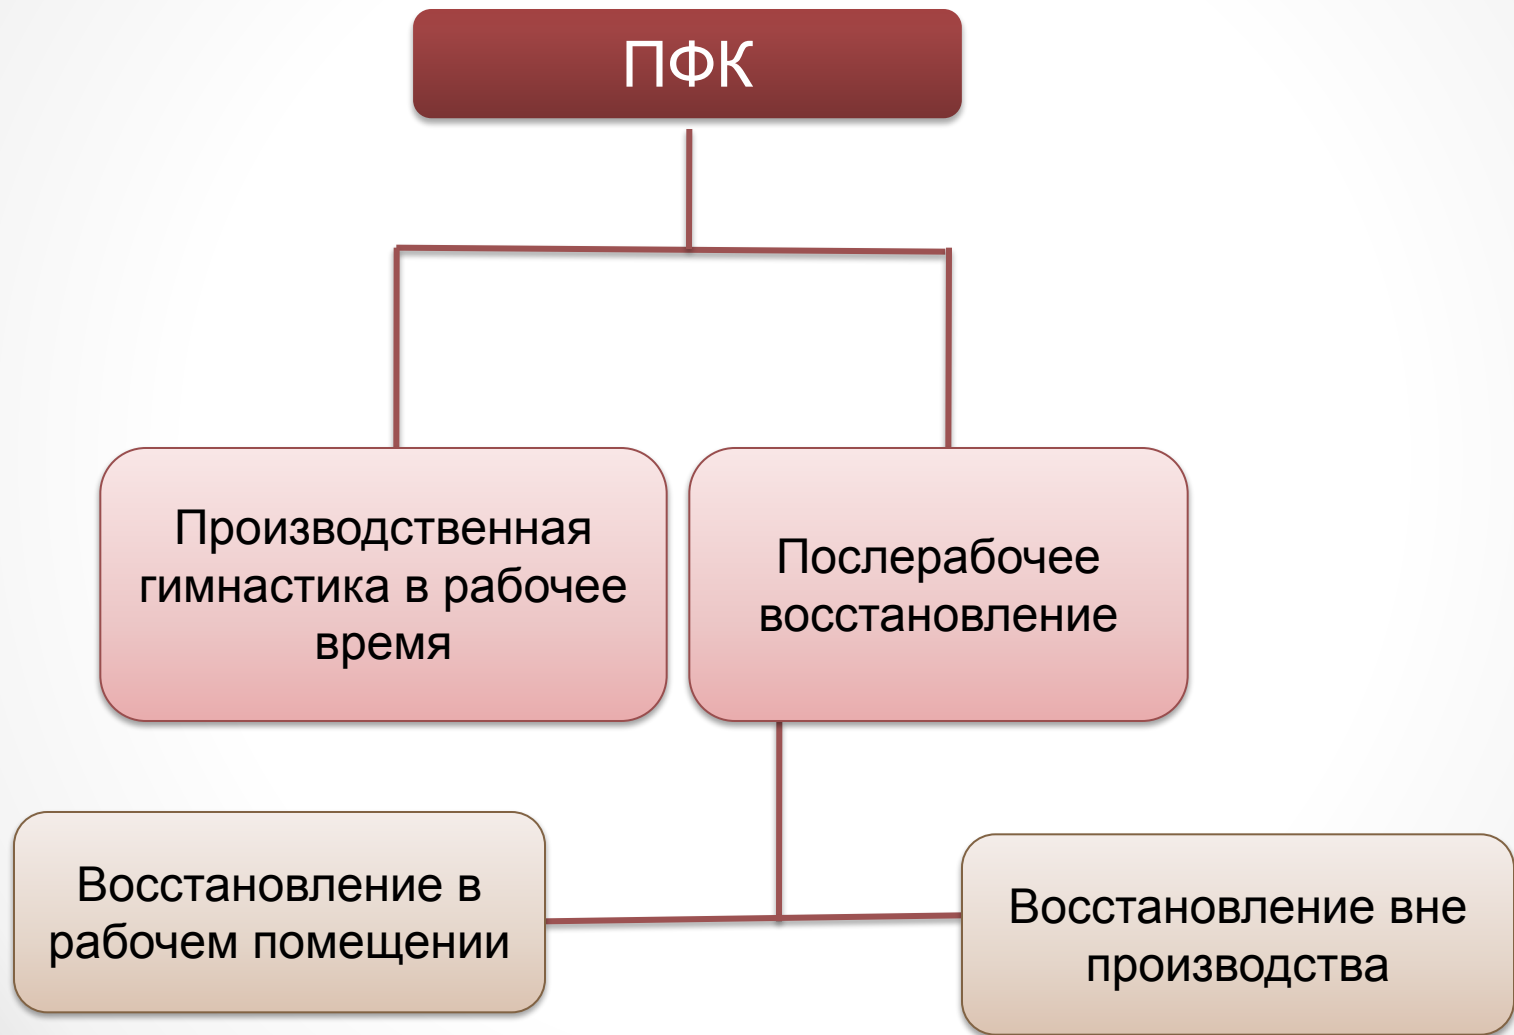 ПФК
Производственная
гимнастика в рабочее
время
Послерабочее
восстановление
Восстановление в
рабочем помещении
Восстановление вне
производства